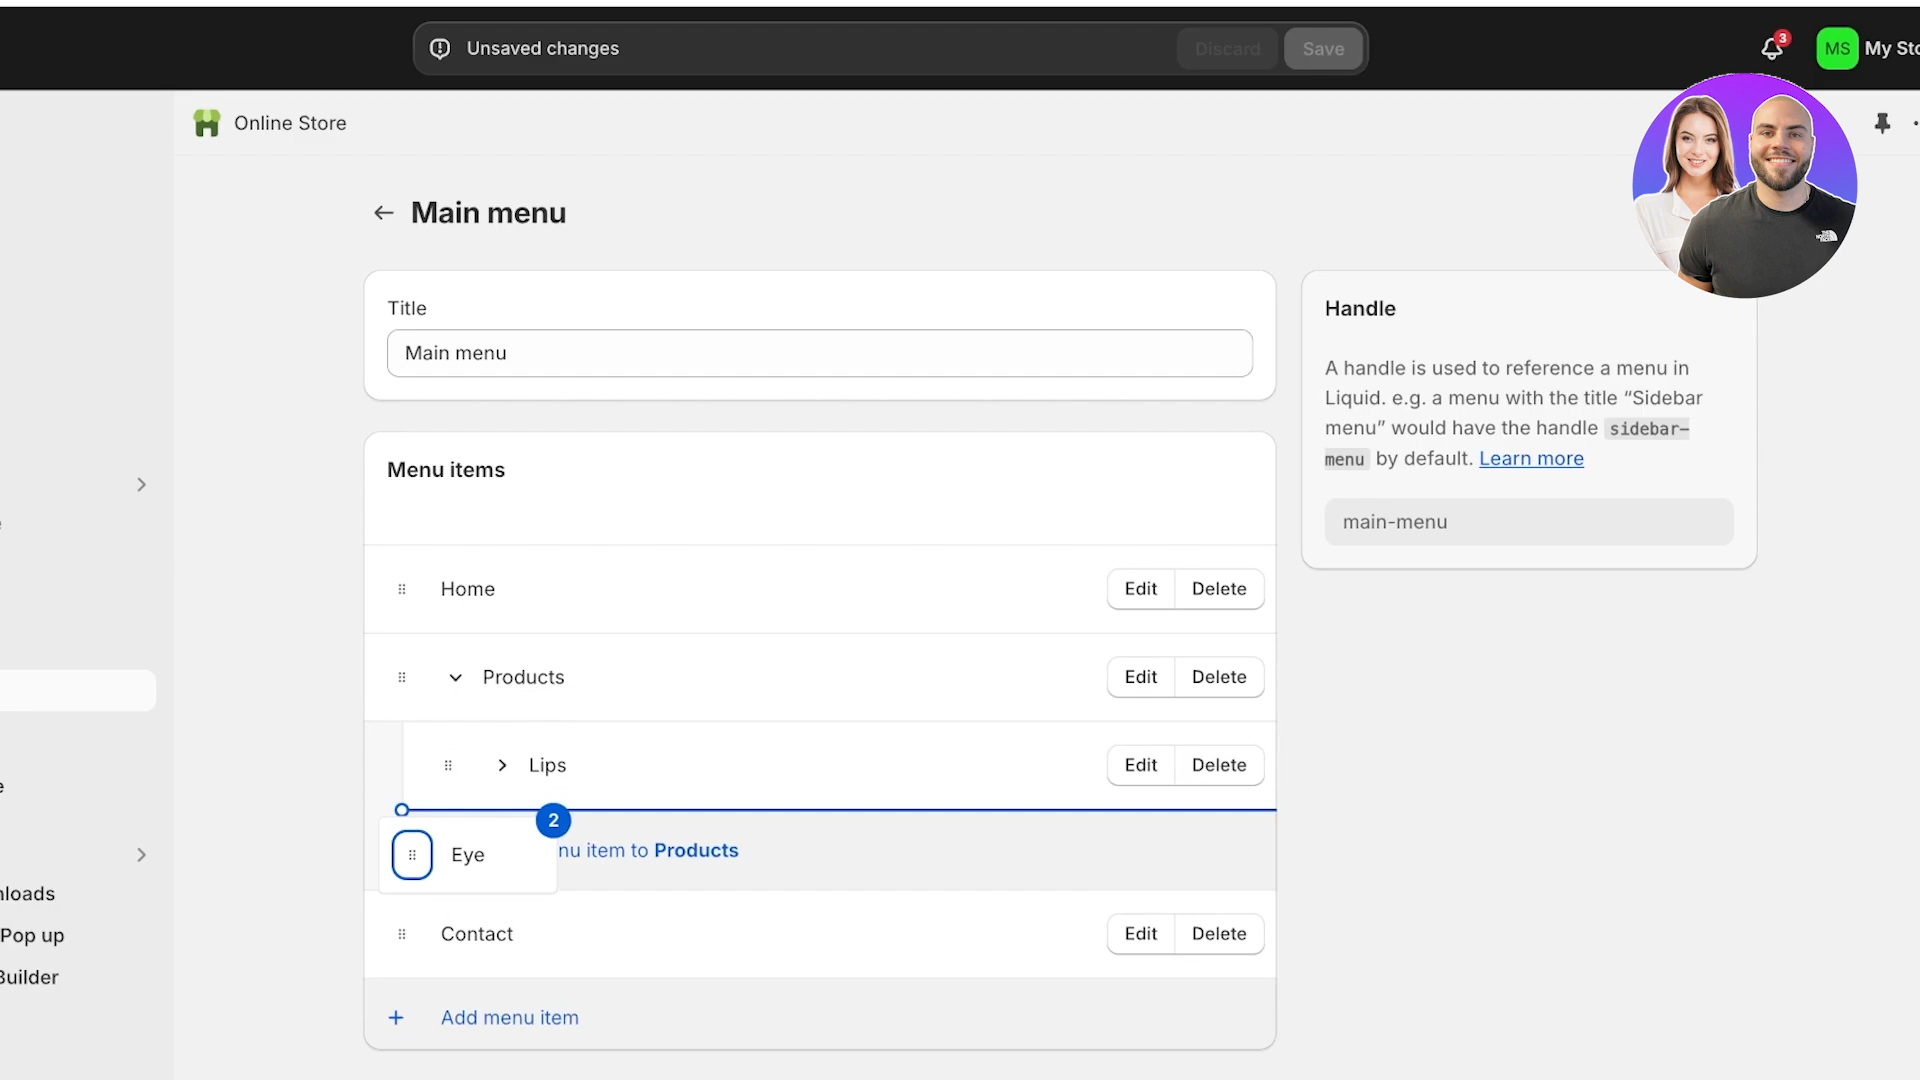 Unsaved changes
Discard
Save
3
MS
My Sto
Online Store
Main menu
Title
Main menu
Handle
A handle is used to reference a menu in
Liquid. e.g. a menu with the title “Sidebar
menu” would have the handle sidebar-
menu by default. Learn more
main-menu
Menu items
Home
Edit
Delete
Products
Edit
Delete
Lips
Edit
Delete
2
Eye
nu item to Products
Contact
Edit
Delete
Add menu item
e
nloads
Pop up
Builder